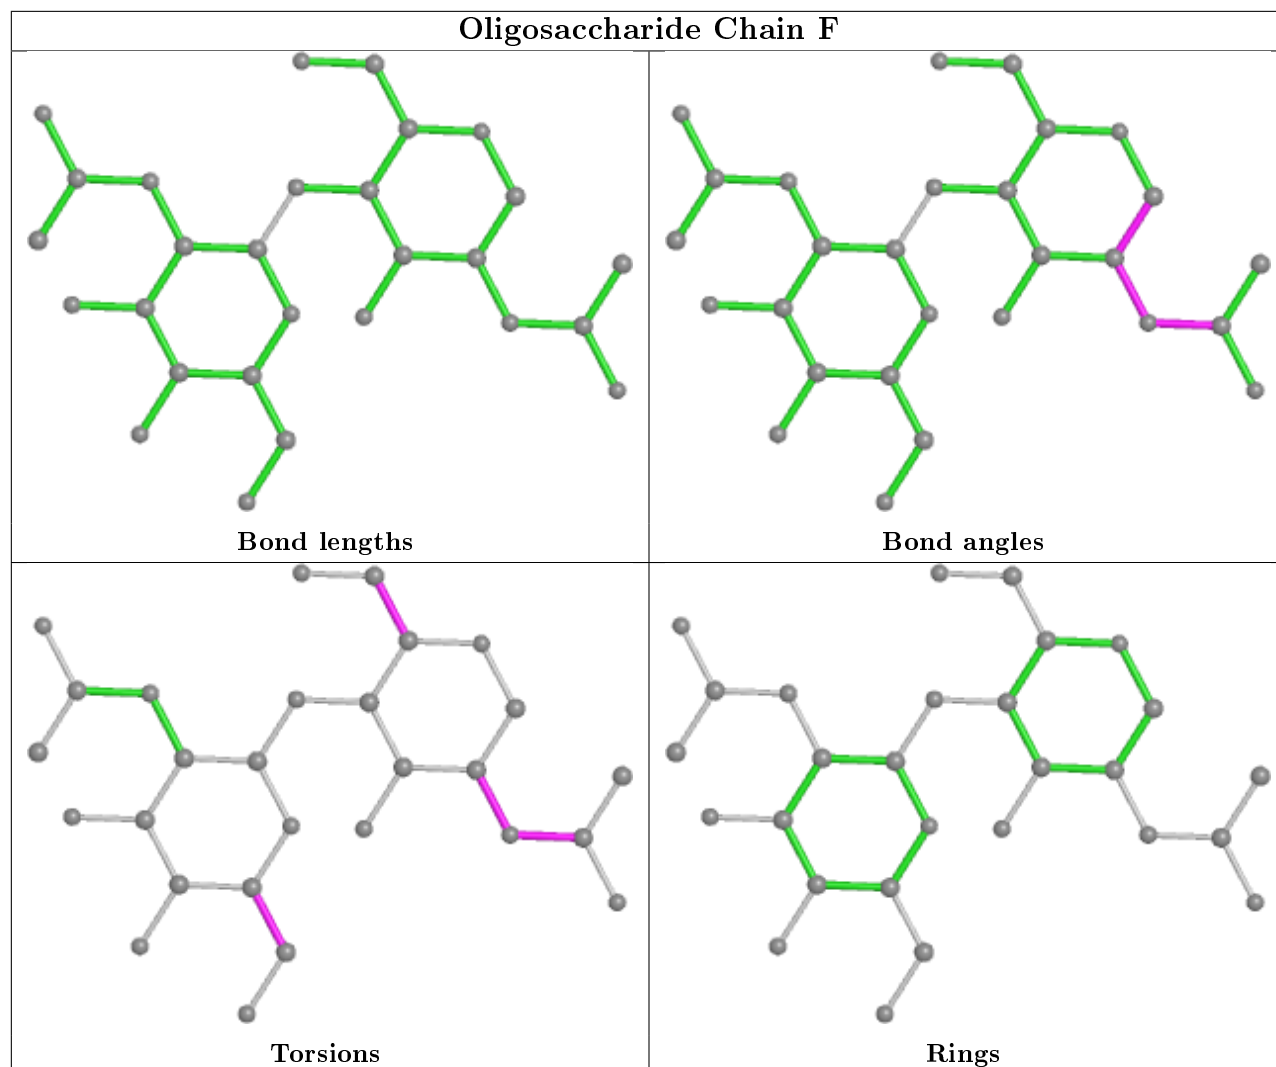 Oligosaccharide Chain F
Bond lengths
Bond angles
Torsions
Rings